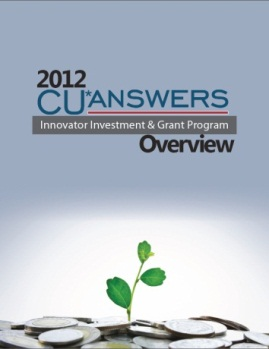 2012
CU*ANSWERS
Innovator Investment & Grant Program
Overview